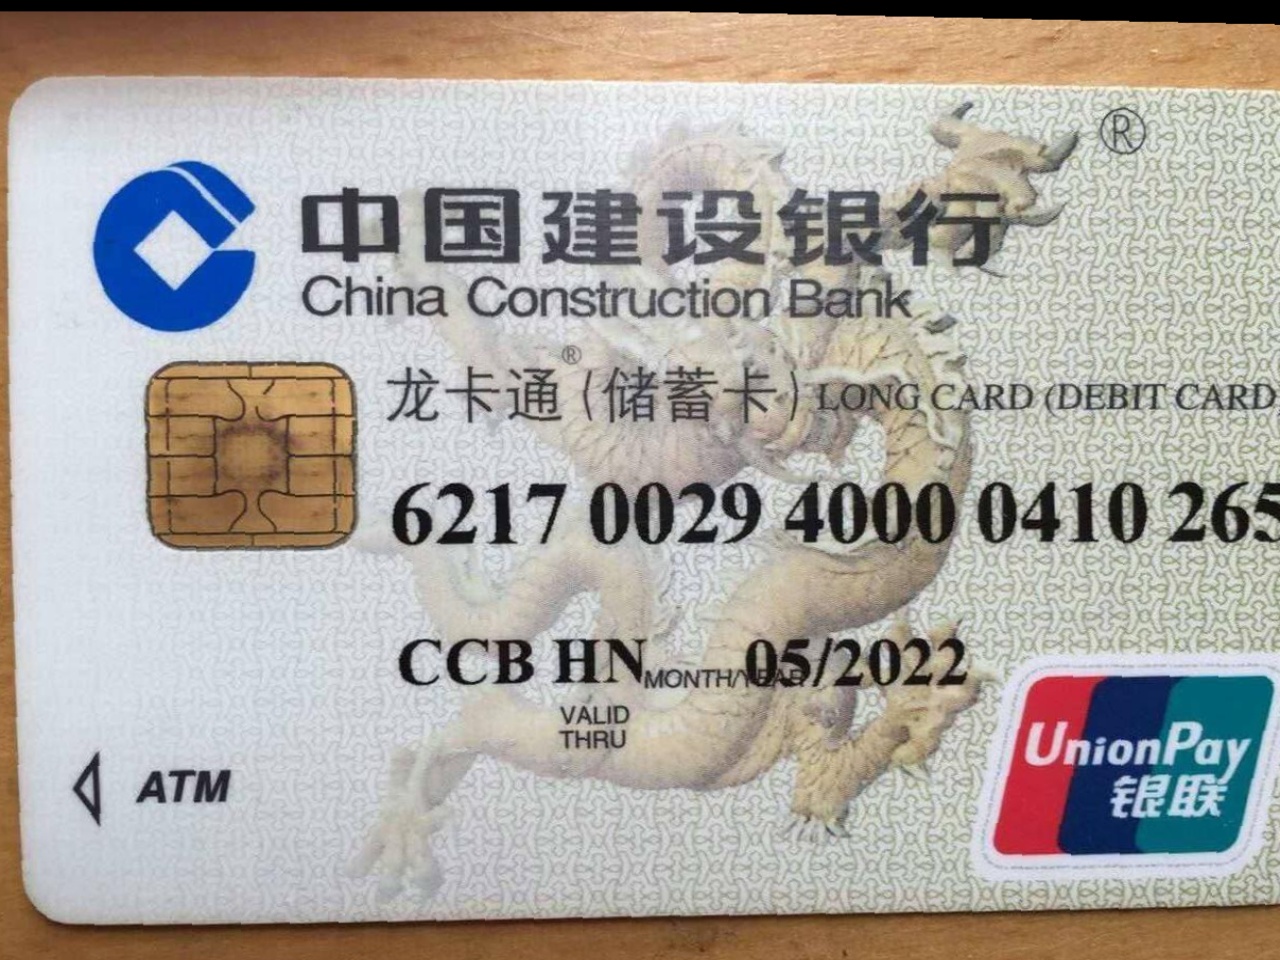 ®
中国建设银行
China Construction Bank
龙卡通®(储蓄卡) LONG CARD (DEBIT CARD
6217 0029 4000 0410 265
CCB HN MONTH/YEAR 05/2022
VALID
THRU
ATM
UnionPay
银联